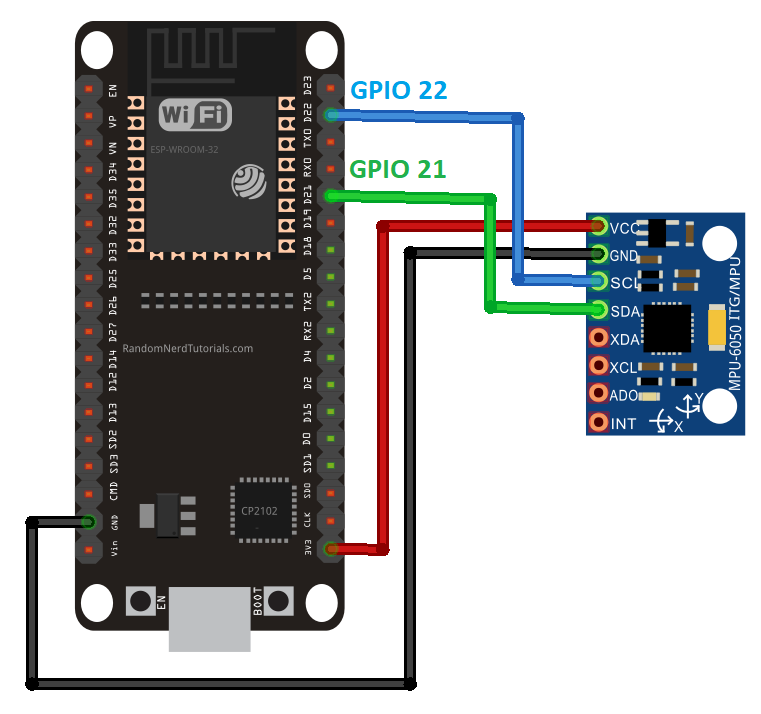 GPIO 22
GPIO 21
WiFi
ESP-WROOM-32
EN
VP
VN
D34
D35
D32
D33
D25
D26
D27
D14
D12
D13
SD2
SD3
CMD
GND
Vin
D23
D22
TX0
RX0
D21
D19
D18
D5
TX2
RX2
D4
D2
D15
D0
SD1
SD0
CLK
3V3
RandomNerdTutorials.com
CP2102
EN
BOOT
VCC
GND
SCL
SDA
XDA
XCL
ADO
INT
MPU-6050 ITG/MPU
Y
X